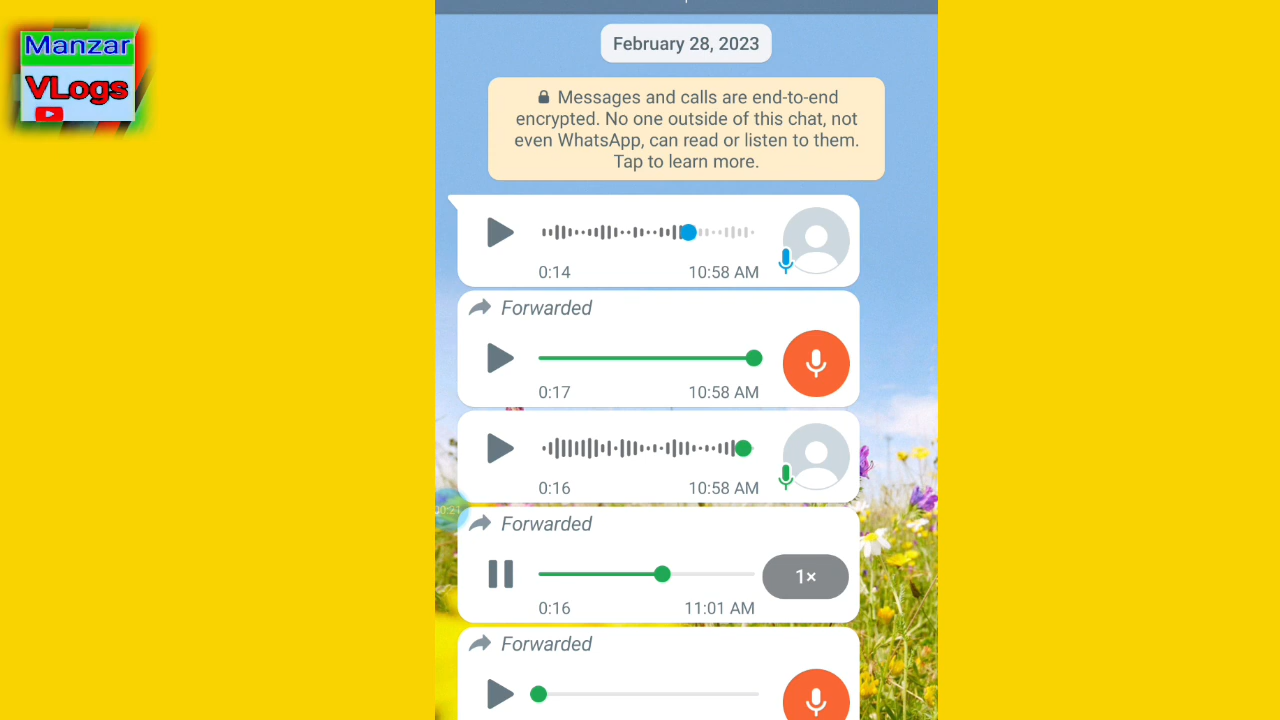 Manzar
VLogs
February 28, 2023
Messages and calls are end-to-end
encrypted. No one outside of this chat, not
even WhatsApp, can read or listen to them.
Tap to learn more.
0:14 10:58 AM
Forwarded
0:17 10:58 AM
0:16 10:58 AM
00:21
Forwarded
1×
0:16 11:01 AM
Forwarded